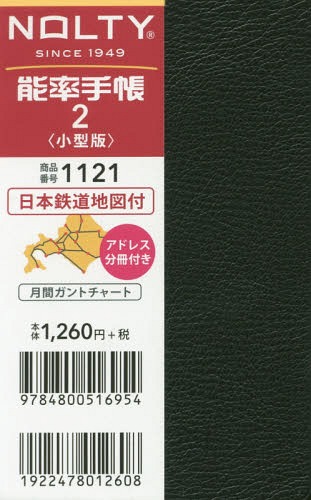 NOLTY®
SINCE 1949
能率手帳
2
〈小型版〉
商品番号 1121
日本鉄道地図付
アドレス
分冊付き
月間ガントチャート
本体 1,260円+税
9784800516954
1922478012608